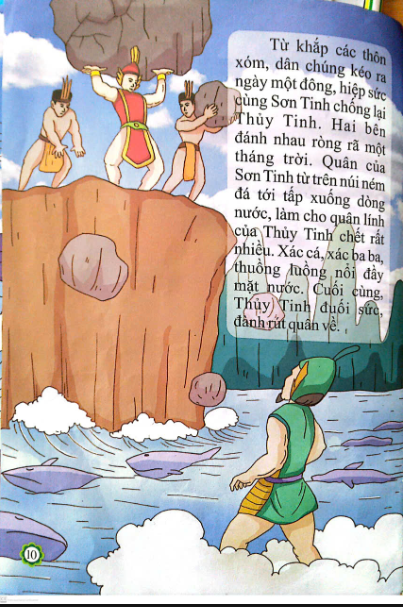 Từ khắp các thôn
xóm, dân chúng kéo ra
ngày một đông, hiệp sức
cùng Sơn Tinh chống lại
Thủy Tinh. Hai bên
đánh nhau ròng rã một
tháng trời. Quân của
Sơn Tinh từ trên núi ném
đá tới tấp xuống dòng
nước, làm cho quân lính
của Thủy Tinh chết rất
nhiều. Xác cá, xác ba ba,
thuồng luồng nổi đầy
mặt nước. Cuối cùng,
Thủy Tinh đuối sức,
đành rút quân về.
10